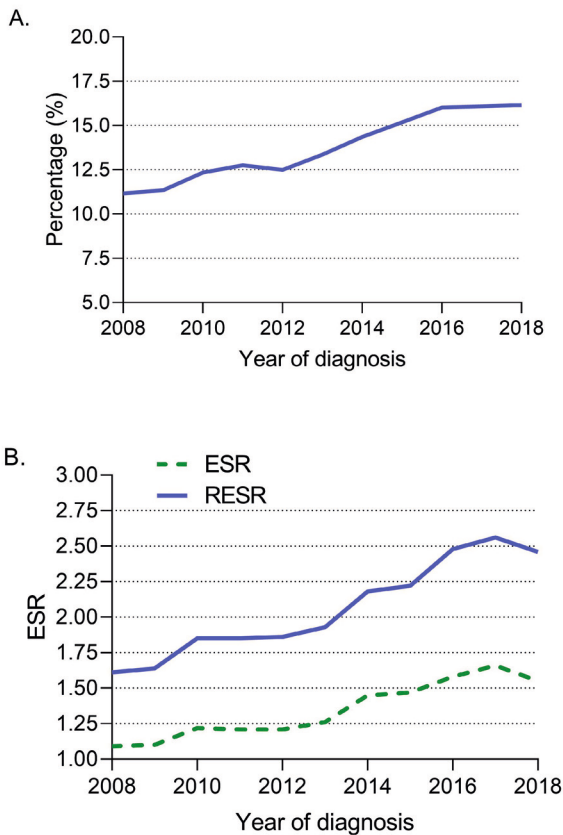 A.
20.0
17.5
15.0
12.5
10.0
7.5
5.0
Percentage (%)
2008 2010 2012 2014 2016 2018
Year of diagnosis
B.
ESR
RESR
3.00
2.75
2.50
2.25
2.00
1.75
1.50
1.25
1.00
ESR
2008 2010 2012 2014 2016 2018
Year of diagnosis